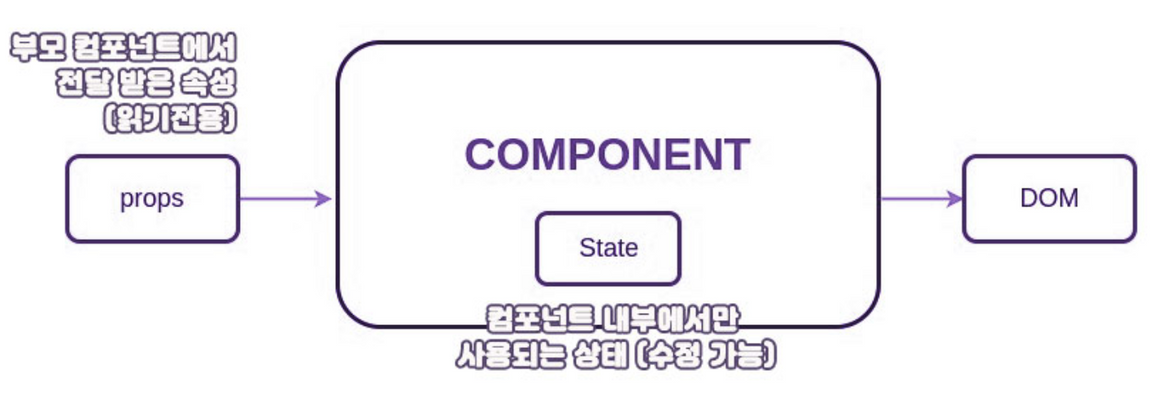 부모 컴포넌트에서
전달 받은 속성
(읽기전용)
props
COMPONENT
State
컴포넌트 내부에서만
사용되는 상태 (수정 가능)
DOM